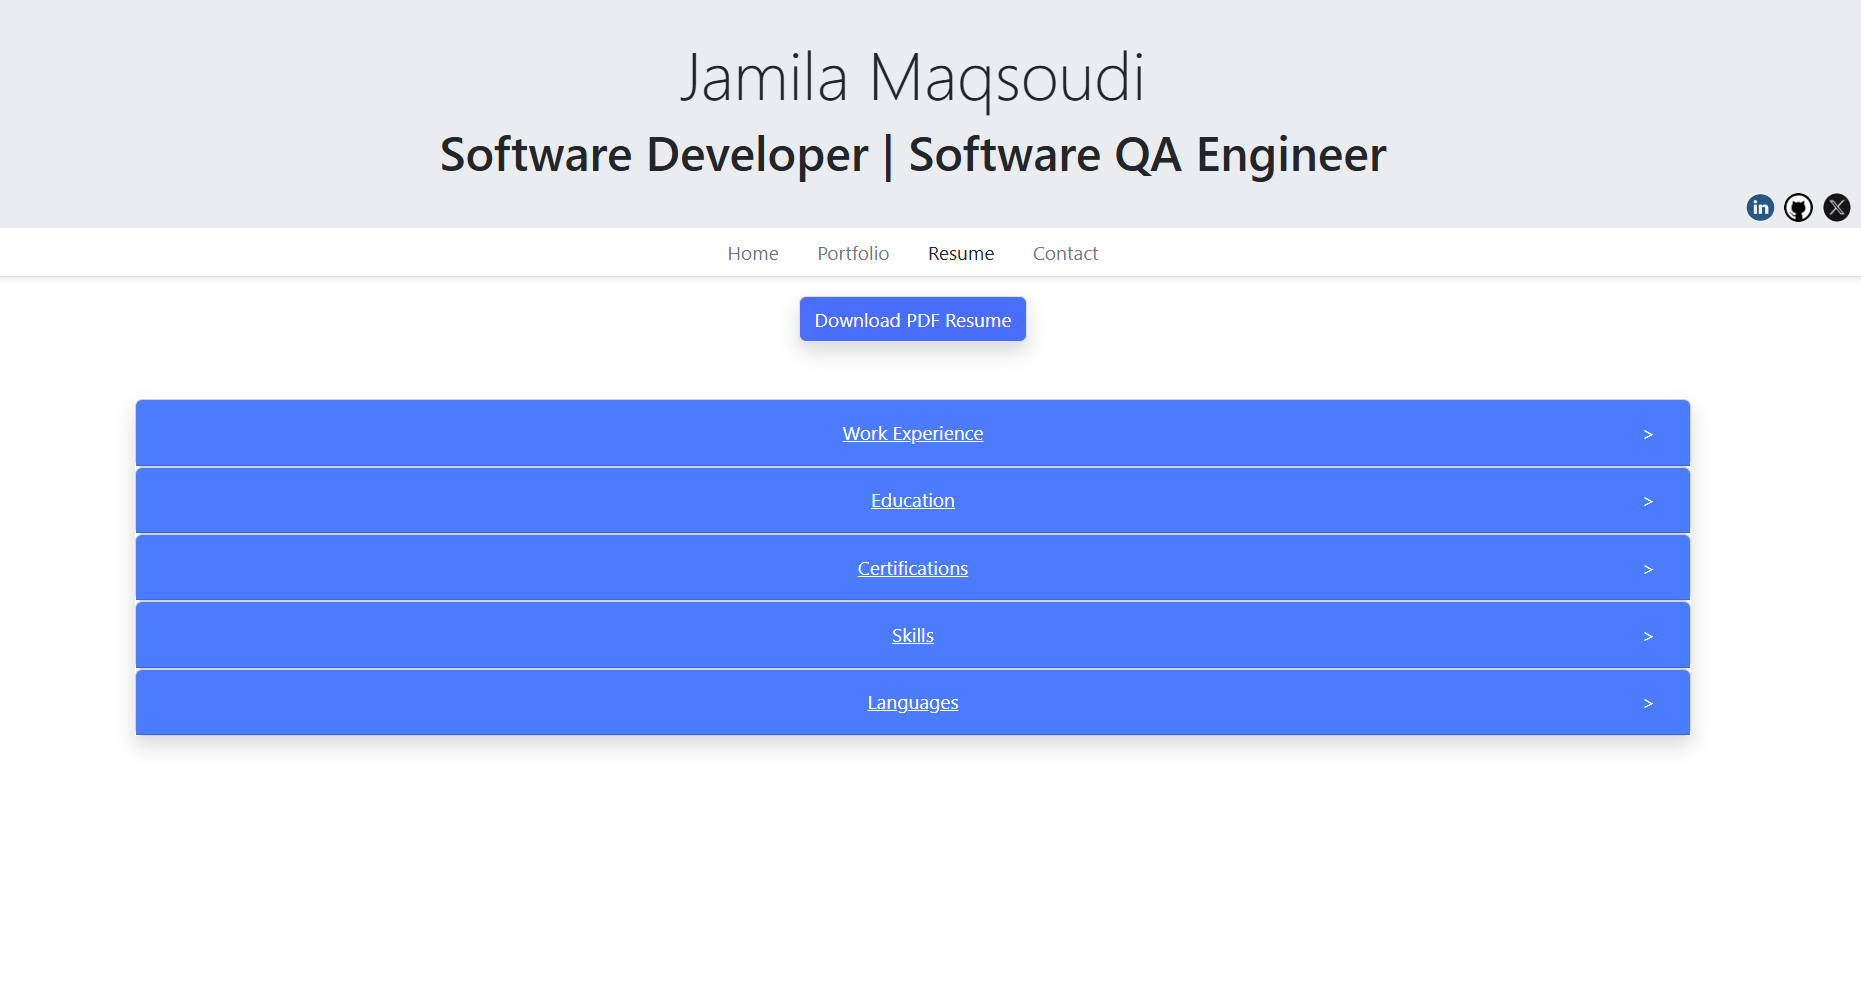 Jamila Maqsoudi
Software Developer | Software QA Engineer
in
X
Home Portfolio Resume Contact
Download PDF Resume
Work Experience >
Education >
Certifications >
Skills >
Languages >